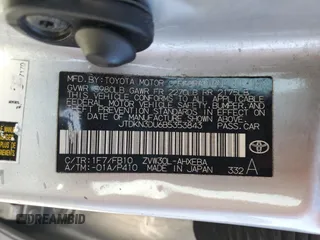 MFD.BY: TOYOTA MOTOR
GVWR 3980LB GAWR FR 2205LB RR 2175LB
THIS VEHICLE CONFORMS TO ALL APPLICABLE
FEDERAL MOTOR VEHICLE SAFETY, BUMPER, AND
THEFT PREVENTION STANDARDS IN EFFECT ON
THE DATE OF MANUFACTURE SHOWN ABOVE.
PASS. CAR
C/TR: 1F7/FB10 ZVW30L-AHXEBA
A/TM: -01A/P410 MADE IN JAPAN 332 A
DREAMBID